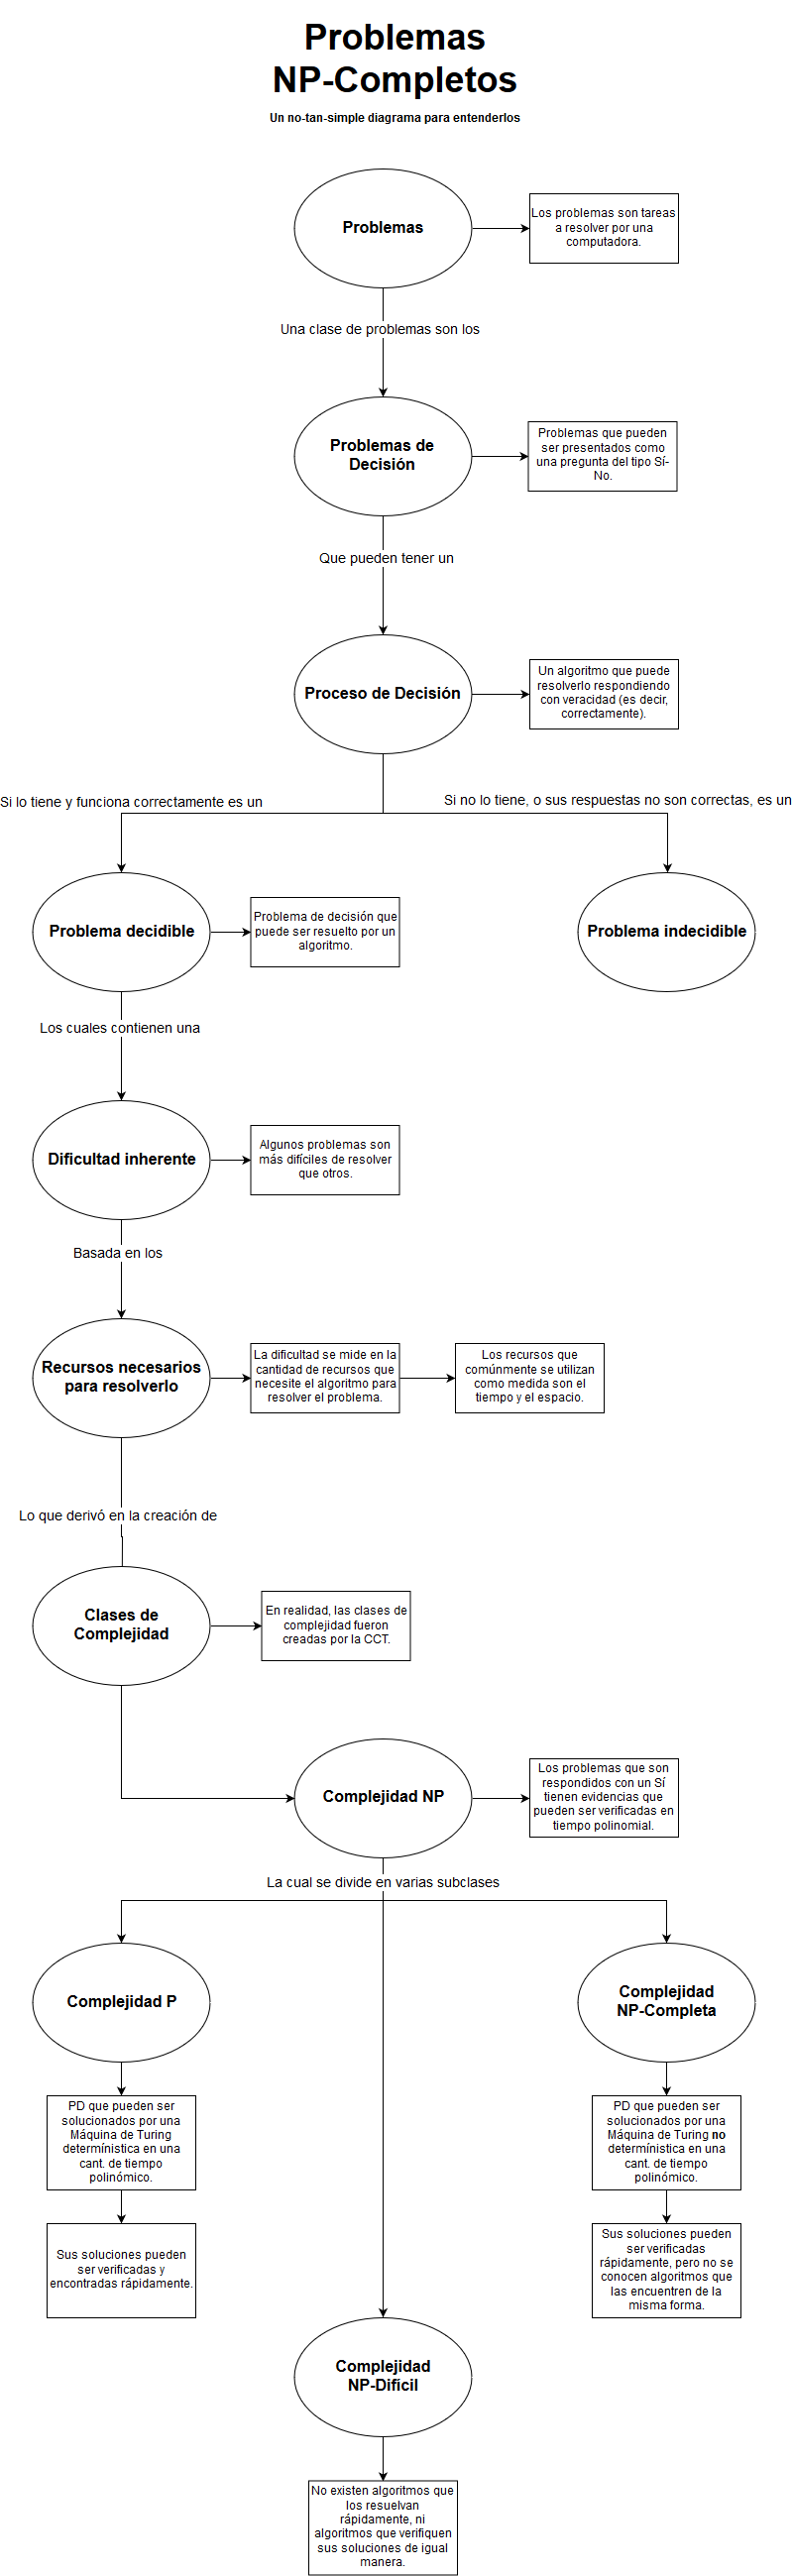 Problemas
NP-Completos
Un no-tan-simple diagrama para entenderlos
Problemas
Los problemas son tareas
a resolver por una
computadora.
Una clase de problemas son los
Problemas de
Decisión
Problemas que pueden
ser presentados como
una pregunta del tipo Sí-
No.
Que pueden tener un
Proceso de Decisión
Un algoritmo que puede
resolverlo respondiendo
con veracidad (es decir,
correctamente).
Si lo tiene y funciona correctamente es un
Si no lo tiene, o sus respuestas no son correctas, es un
Problema decidible
Problema de decisión que
puede ser resuelto por un
algoritmo.
Problema indecidible
Los cuales contienen una
Dificultad inherente
Algunos problemas son
más difíciles de resolver
que otros.
Basada en los
Recursos necesarios
para resolverlo
La dificultad se mide en la
cantidad de recursos que
necesite el algoritmo para
resolver el problema.
Los recursos que
comúnmente se utilizan
como medida son el
tiempo y el espacio.
Lo que derivó en la creación de
Clases de
Complejidad
En realidad, las clases de
complejidad fueron
creadas por la CCT.
Complejidad NP
Los problemas que son
respondidos con un Sí
tienen evidencias que
pueden ser verificadas en
tiempo polinomial.
La cual se divide en varias subclases
Complejidad P
PD que pueden ser
solucionados por una
Máquina de Turing
determínistica en una
cant. de tiempo
polinómico.
Sus soluciones pueden
ser verificadas y
encontradas rápidamente.
Complejidad
NP-Completa
PD que pueden ser
solucionados por una
Máquina de Turing no
determínistica en una
cant. de tiempo
polinómico.
Sus soluciones pueden
ser verificadas
rápidamente, pero no se
conocen algoritmos que
las encuentren de la
misma forma.
Complejidad
NP-Difícil
No existen algoritmos que
los resuelvan
rápidamente, ni
algoritmos que verifiquen
sus soluciones de igual
manera.